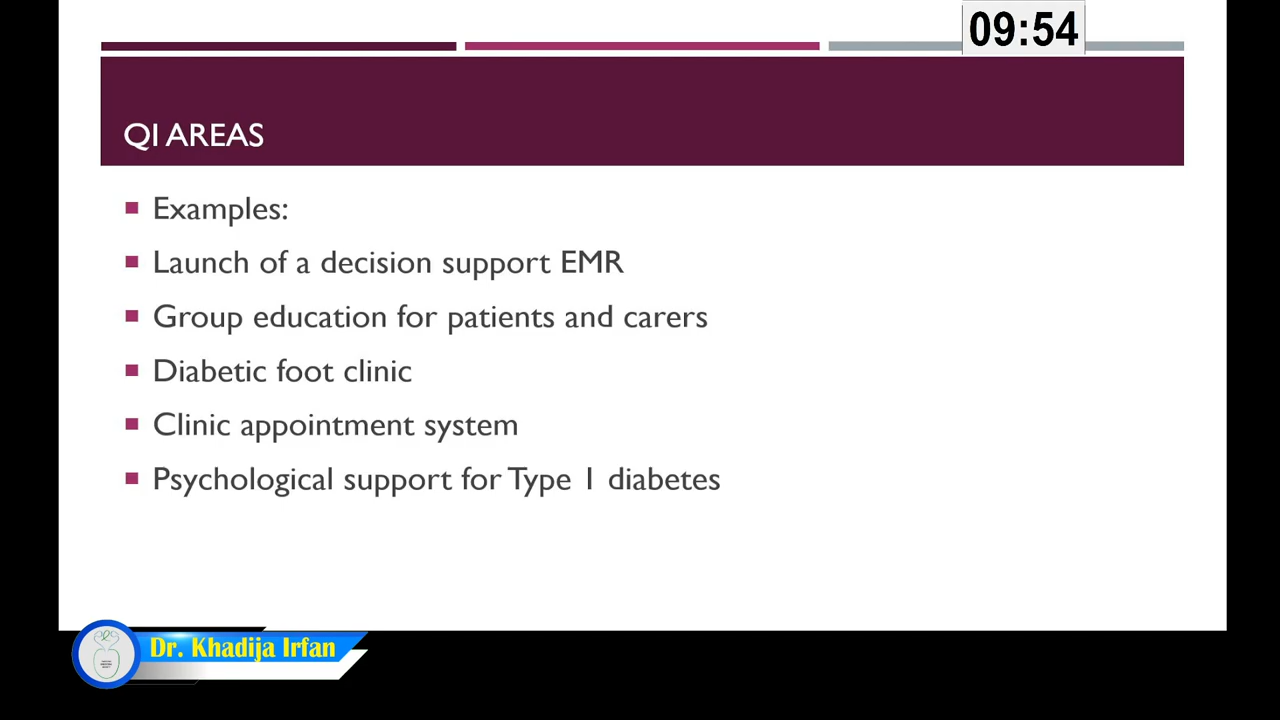 09:54
QI AREAS
Examples:
Launch of a decision support EMR
Group education for patients and carers
Diabetic foot clinic
Clinic appointment system
Psychological support for Type 1 diabetes
Dr. Khadija Irfan